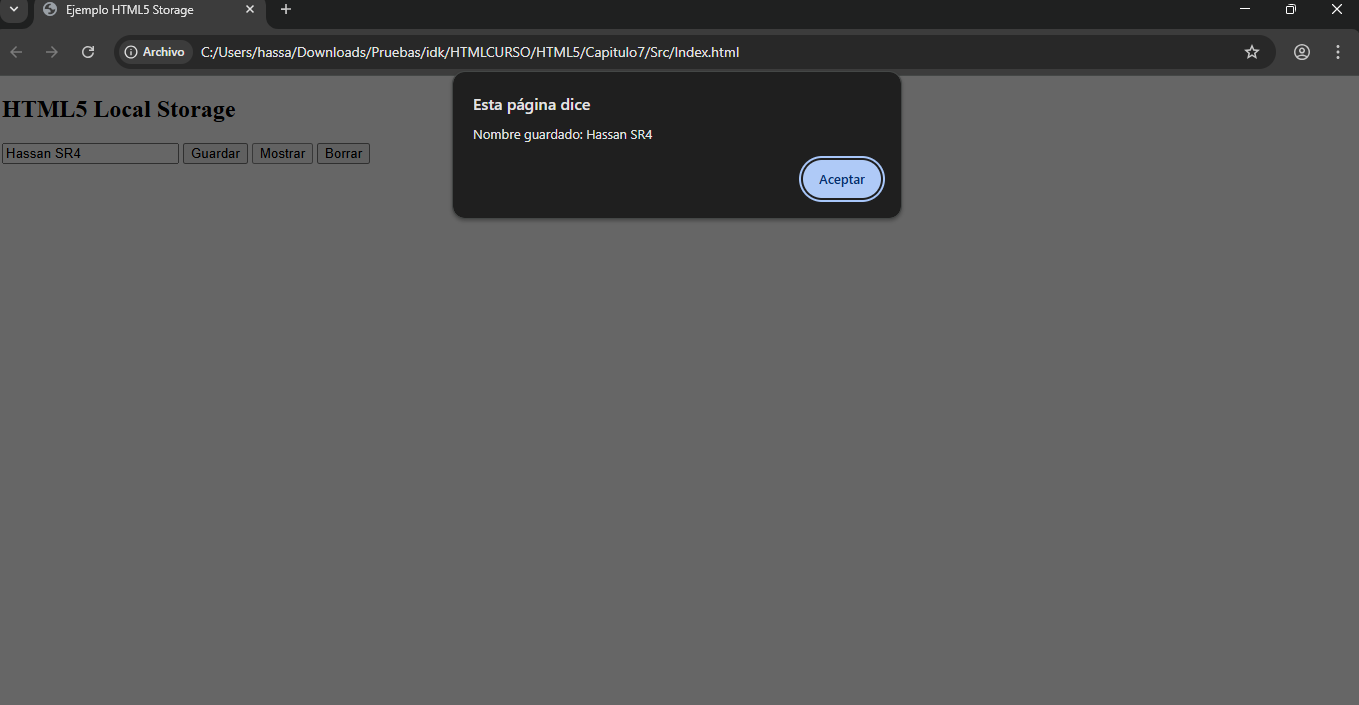 Ejemplo HTML5 Storage
Archivo C:/Users/hassa/Downloads/Pruebas/idk/HTMLCURSO/HTML5/Capitulo7/Src/Index.html
Esta página dice
Nombre guardado: Hassan SR4
Aceptar
HTML5 Local Storage
Hassan SR4 Guardar Mostrar Borrar